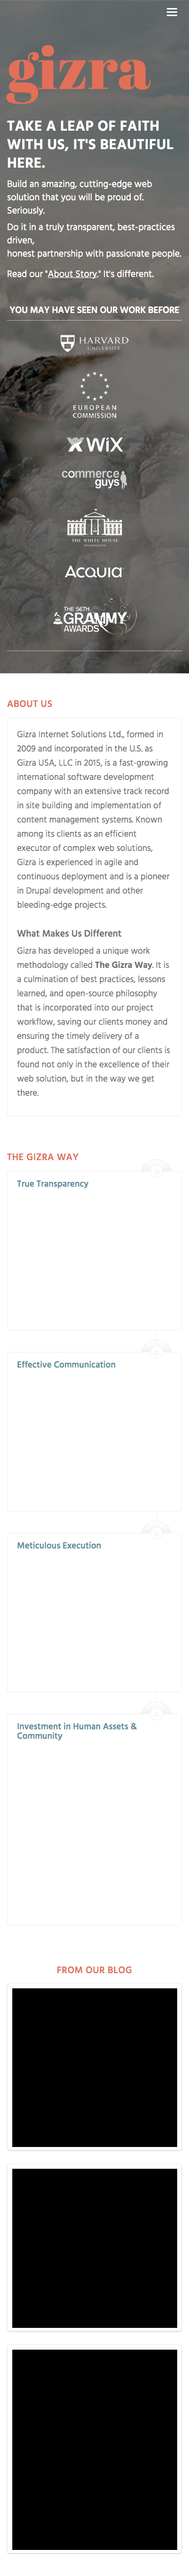 gizra
TAKE A LEAP OF FAITH
WITH US, IT'S BEAUTIFUL
HERE.
Build an amazing, cutting-edge web
solution that you will be proud of.
Seriously.
Do it in a truly transparent, best-practices
driven,
honest partnership with passionate people.
Read our "About Story." It's different.
YOU MAY HAVE SEEN OUR WORK BEFORE
HARVARD
UNIVERSITY
EUROPEAN
COMMISSION
WiX
commerce
guys
THE WHITE HOUSE
ACQUIA
THE 56TH
GRAMMY
AWARDS
ABOUT US
Gizra Internet Solutions Ltd., formed in
2009 and incorporated in the U.S. as
Gizra USA, LLC in 2015, is a fast-growing
international software development
company with an extensive track record
in site building and implementation of
content management systems. Known
among its clients as an efficient
executor of complex web solutions,
Gizra is experienced in agile and
continuous deployment and is a pioneer
in Drupal development and other
bleeding-edge projects.
What Makes Us Different
Gizra has developed a unique work
methodology called The Gizra Way. It is
a culmination of best practices, lessons
learned, and open-source philosophy
that is incorporated into our project
workflow, saving our clients money and
ensuring the timely delivery of a
product. The satisfaction of our clients is
found not only in the excellence of their
web solution, but in the way we get
there.
THE GIZRA WAY
True Transparency
Effective Communication
Meticulous Execution
Investment in Human Assets &
Community
FROM OUR BLOG